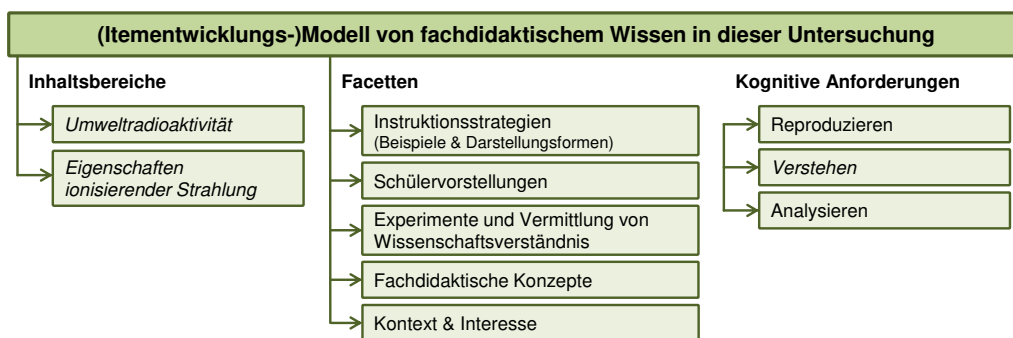 (Itementwicklungs-)Modell von fachdidaktischem Wissen in dieser Untersuchung
Inhaltsbereiche
Umweltradioaktivität
Eigenschaften
ionisierender Strahlung
Facetten
Instruktionsstrategien
(Beispiele & Darstellungsformen)
Schülervorstellungen
Experimente und Vermittlung von
Wissenschaftsverständnis
Fachdidaktische Konzepte
Kontext & Interesse
Kognitive Anforderungen
Reproduzieren
Verstehen
Analysieren